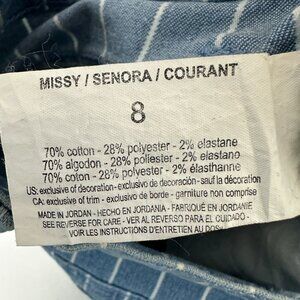 MISSY / SENORA / COURANT
8
70% cotton - 28% polyester - 2% elastane
70% algodon - 28% poliester - 2% elastano
70% coton - 28% polyester - 2% élasthanne
US: exclusive of decoration - exclusivo de decoración - sauf la décoration
CA: exclusive of trim - exclusivo de borde - garniture non comprise
MADE IN JORDAN - HECHO EN JORDANIA - FABRIQUÉ EN JORDANIE
SEE REVERSE FOR CARE - VER AL REVERSO PARA EL CUIDADO -
VOIR LES INSTRUCTIONS D'ENTRETIEN AU DOS